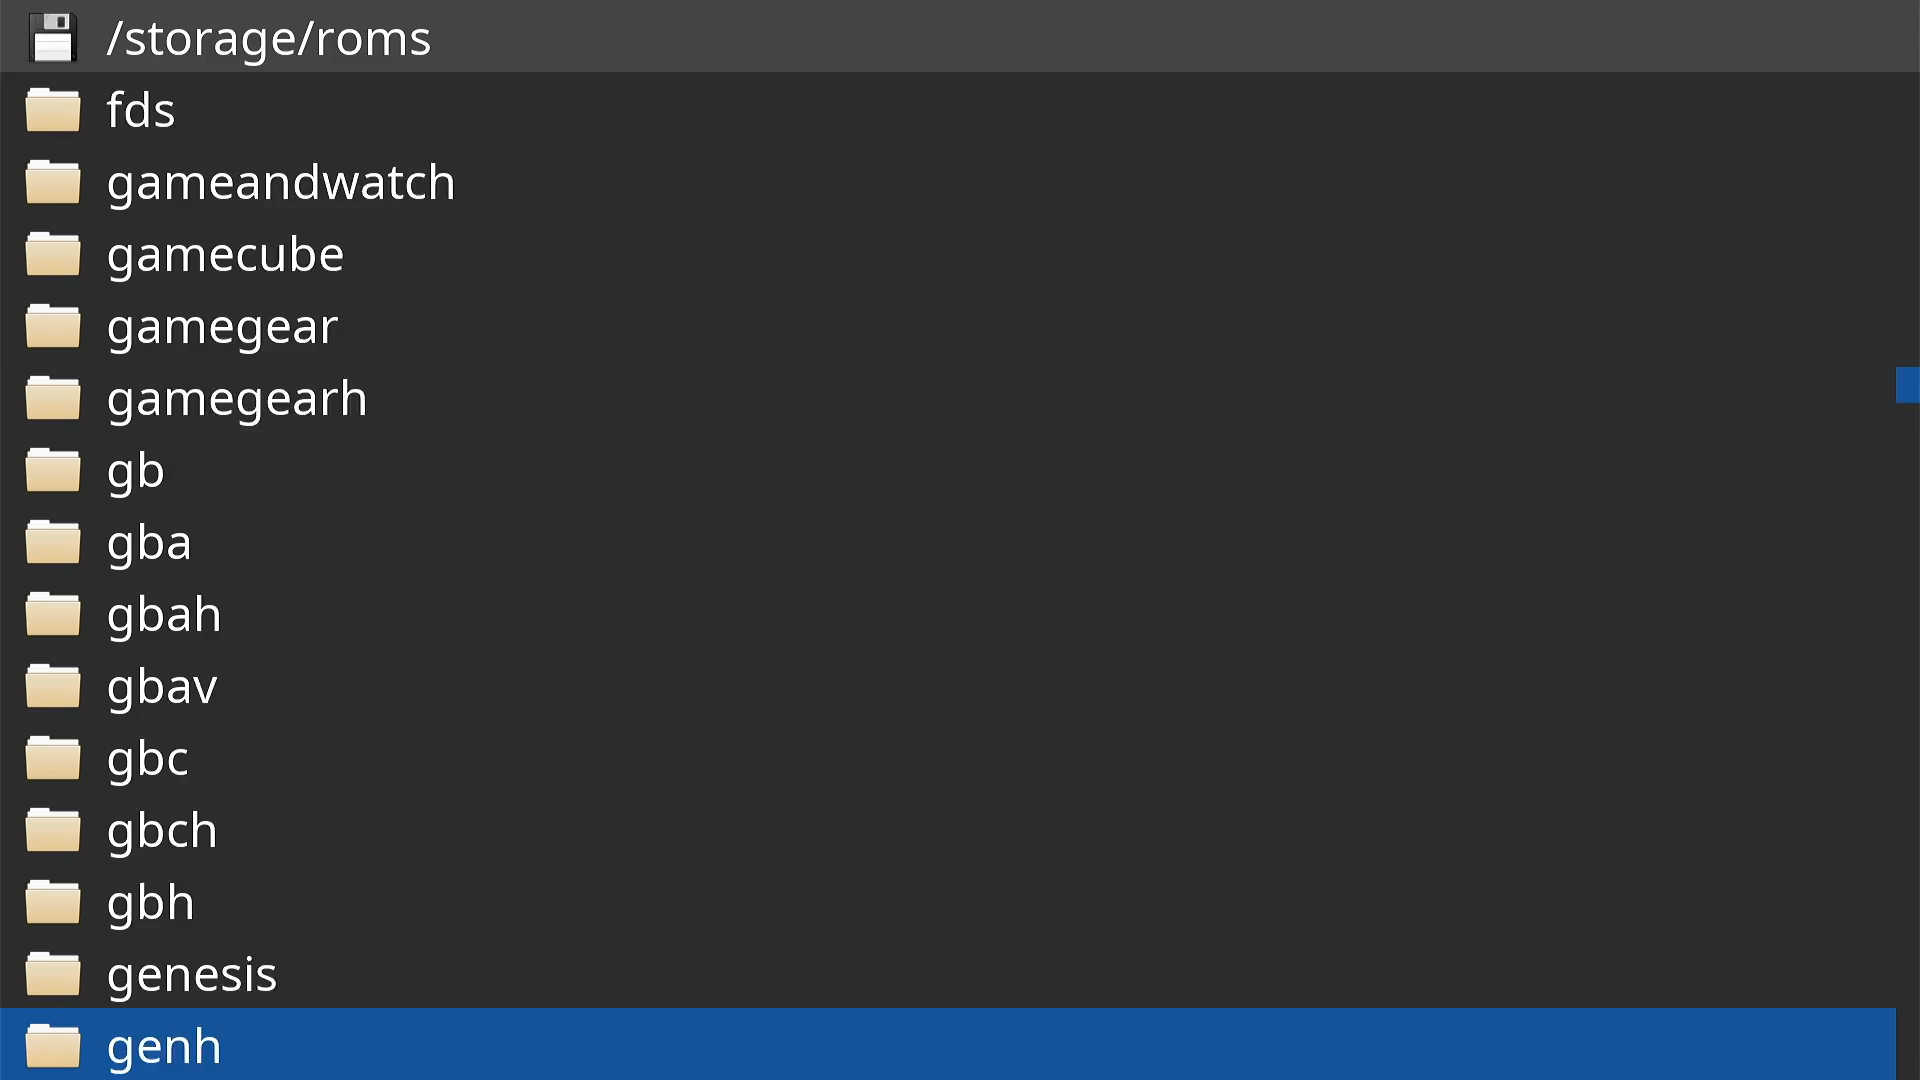 /storage/roms
fds
gameandwatch
gamecube
gamegear
gamegearh
gb
gba
gbah
gbav
gbc
gbch
gbh
genesis
genh